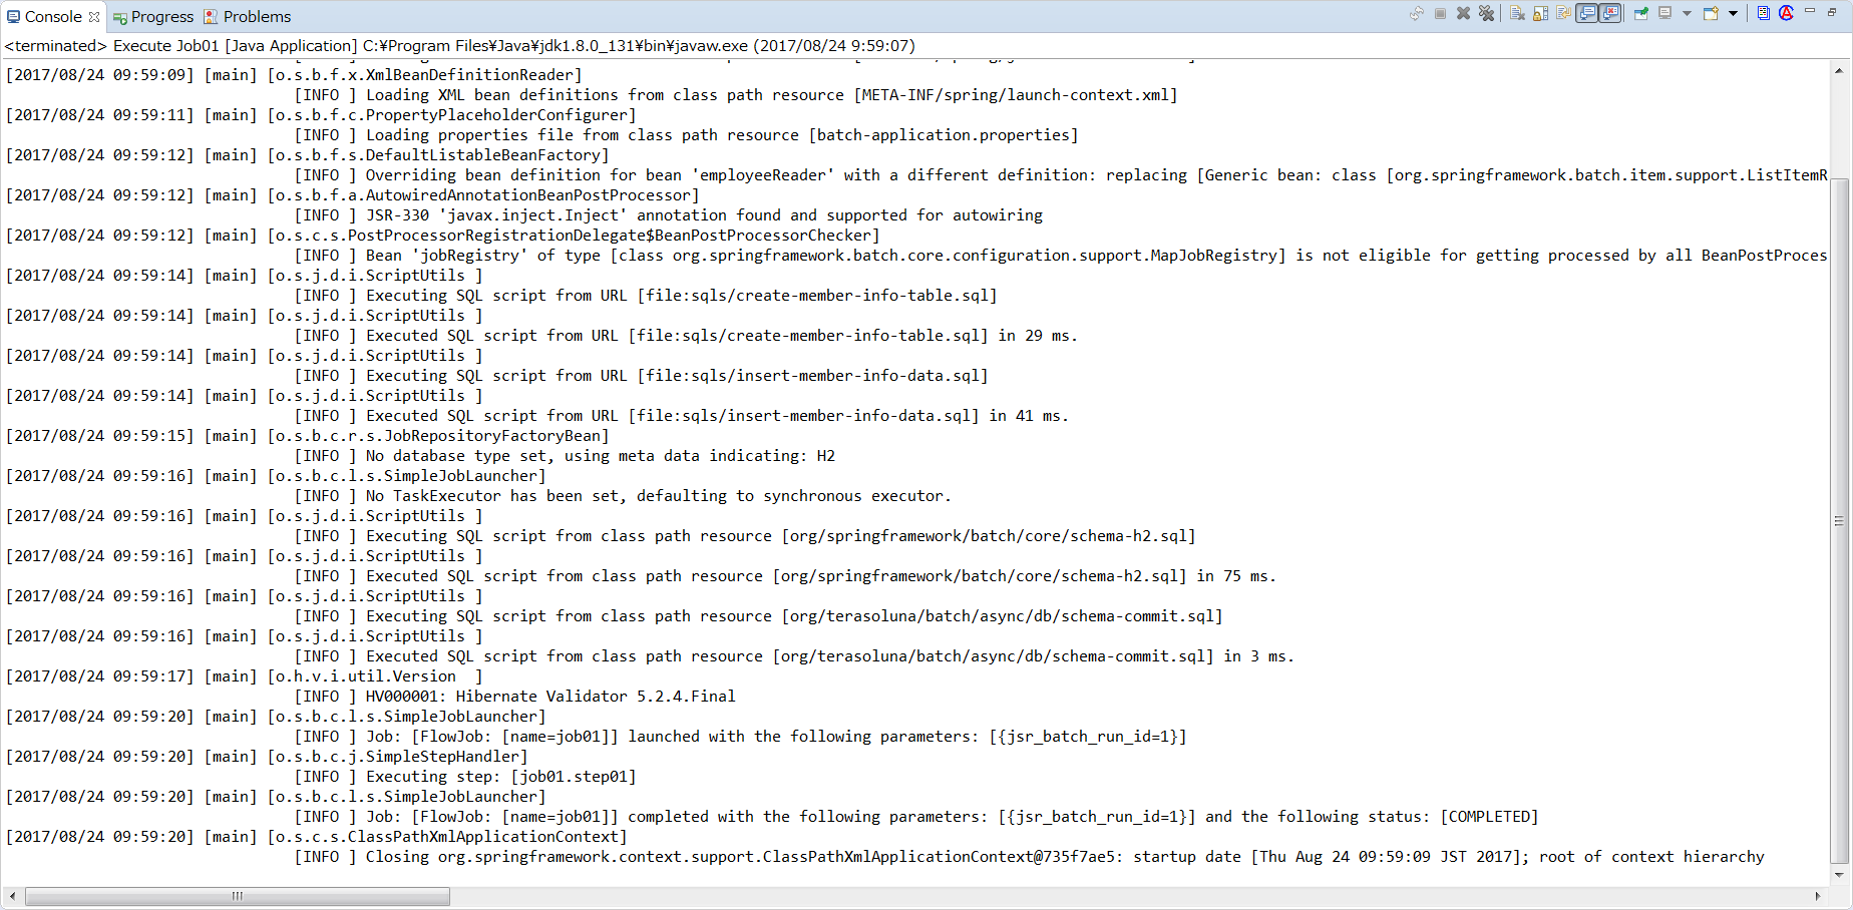 Console Progress Problems
<terminated> Execute Job01 [Java Application] C:¥Program Files¥Java¥jdk1.8.0_131¥bin¥javaw.exe (2017/08/24 9:59:07)
[2017/08/24 09:59:09] [main] [o.s.b.f.x.XmlBeanDefinitionReader]
[INFO ] Loading XML bean definitions from class path resource [META-INF/spring/launch-context.xml]
[2017/08/24 09:59:11] [main] [o.s.b.f.c.PropertyPlaceholderConfigurer]
[INFO ] Loading properties file from class path resource [batch-application.properties]
[2017/08/24 09:59:12] [main] [o.s.b.f.s.DefaultListableBeanFactory]
[INFO ] Overriding bean definition for bean 'employeeReader' with a different definition: replacing [Generic bean: class [org.springframework.batch.item.support.ListItemR
[2017/08/24 09:59:12] [main] [o.s.b.f.a.AutowiredAnnotationBeanPostProcessor]
[INFO ] JSR-330 'javax.inject.Inject' annotation found and supported for autowiring
[2017/08/24 09:59:12] [main] [o.s.c.s.PostProcessorRegistrationDelegate$BeanPostProcessorChecker]
[INFO ] Bean 'jobRegistry' of type [class org.springframework.batch.core.configuration.support.MapJobRegistry] is not eligible for getting processed by all BeanPostProces
[2017/08/24 09:59:14] [main] [o.s.j.d.i.ScriptUtils ]
[INFO ] Executing SQL script from URL [file:sqls/create-member-info-table.sql]
[2017/08/24 09:59:14] [main] [o.s.j.d.i.ScriptUtils ]
[INFO ] Executed SQL script from URL [file:sqls/create-member-info-table.sql] in 29 ms.
[2017/08/24 09:59:14] [main] [o.s.j.d.i.ScriptUtils ]
[INFO ] Executing SQL script from URL [file:sqls/insert-member-info-data.sql]
[2017/08/24 09:59:14] [main] [o.s.j.d.i.ScriptUtils ]
[INFO ] Executed SQL script from URL [file:sqls/insert-member-info-data.sql] in 41 ms.
[2017/08/24 09:59:15] [main] [o.s.b.c.r.s.JobRepositoryFactoryBean]
[INFO ] No database type set, using meta data indicating: H2
[2017/08/24 09:59:16] [main] [o.s.b.c.l.s.SimpleJobLauncher]
[INFO ] No TaskExecutor has been set, defaulting to synchronous executor.
[2017/08/24 09:59:16] [main] [o.s.j.d.i.ScriptUtils ]
[INFO ] Executing SQL script from class path resource [org/springframework/batch/core/schema-h2.sql]
[2017/08/24 09:59:16] [main] [o.s.j.d.i.ScriptUtils ]
[INFO ] Executed SQL script from class path resource [org/springframework/batch/core/schema-h2.sql] in 75 ms.
[2017/08/24 09:59:16] [main] [o.s.j.d.i.ScriptUtils ]
[INFO ] Executing SQL script from class path resource [org/terasoluna/batch/async/db/schema-commit.sql]
[2017/08/24 09:59:16] [main] [o.s.j.d.i.ScriptUtils ]
[INFO ] Executed SQL script from class path resource [org/terasoluna/batch/async/db/schema-commit.sql] in 3 ms.
[2017/08/24 09:59:17] [main] [o.h.v.i.util.Version  ]
[INFO ] HV000001: Hibernate Validator 5.2.4.Final
[2017/08/24 09:59:20] [main] [o.s.b.c.l.s.SimpleJobLauncher]
[INFO ] Job: [FlowJob: [name=job01]] launched with the following parameters: [{jsr_batch_run_id=1}]
[2017/08/24 09:59:20] [main] [o.s.b.c.j.SimpleStepHandler]
[INFO ] Executing step: [job01.step01]
[2017/08/24 09:59:20] [main] [o.s.b.c.l.s.SimpleJobLauncher]
[INFO ] Job: [FlowJob: [name=job01]] completed with the following parameters: [{jsr_batch_run_id=1}] and the following status: [COMPLETED]
[2017/08/24 09:59:20] [main] [o.s.c.s.ClassPathXmlApplicationContext]
[INFO ] Closing org.springframework.context.support.ClassPathXmlApplicationContext@735f7ae5: startup date [Thu Aug 24 09:59:09 JST 2017]; root of context hierarchy